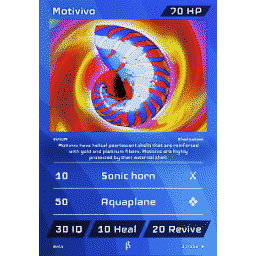 Motivivo 70 HP
Motivivo have helical pearlescent shells that are reinforced
with gold and platinum fibers. Motivivo are highly
protected by their external shell.
10 Sonic horn X
50 Aquaplane ❖
30 IQ 10 Heal 20 Revive
Beta β